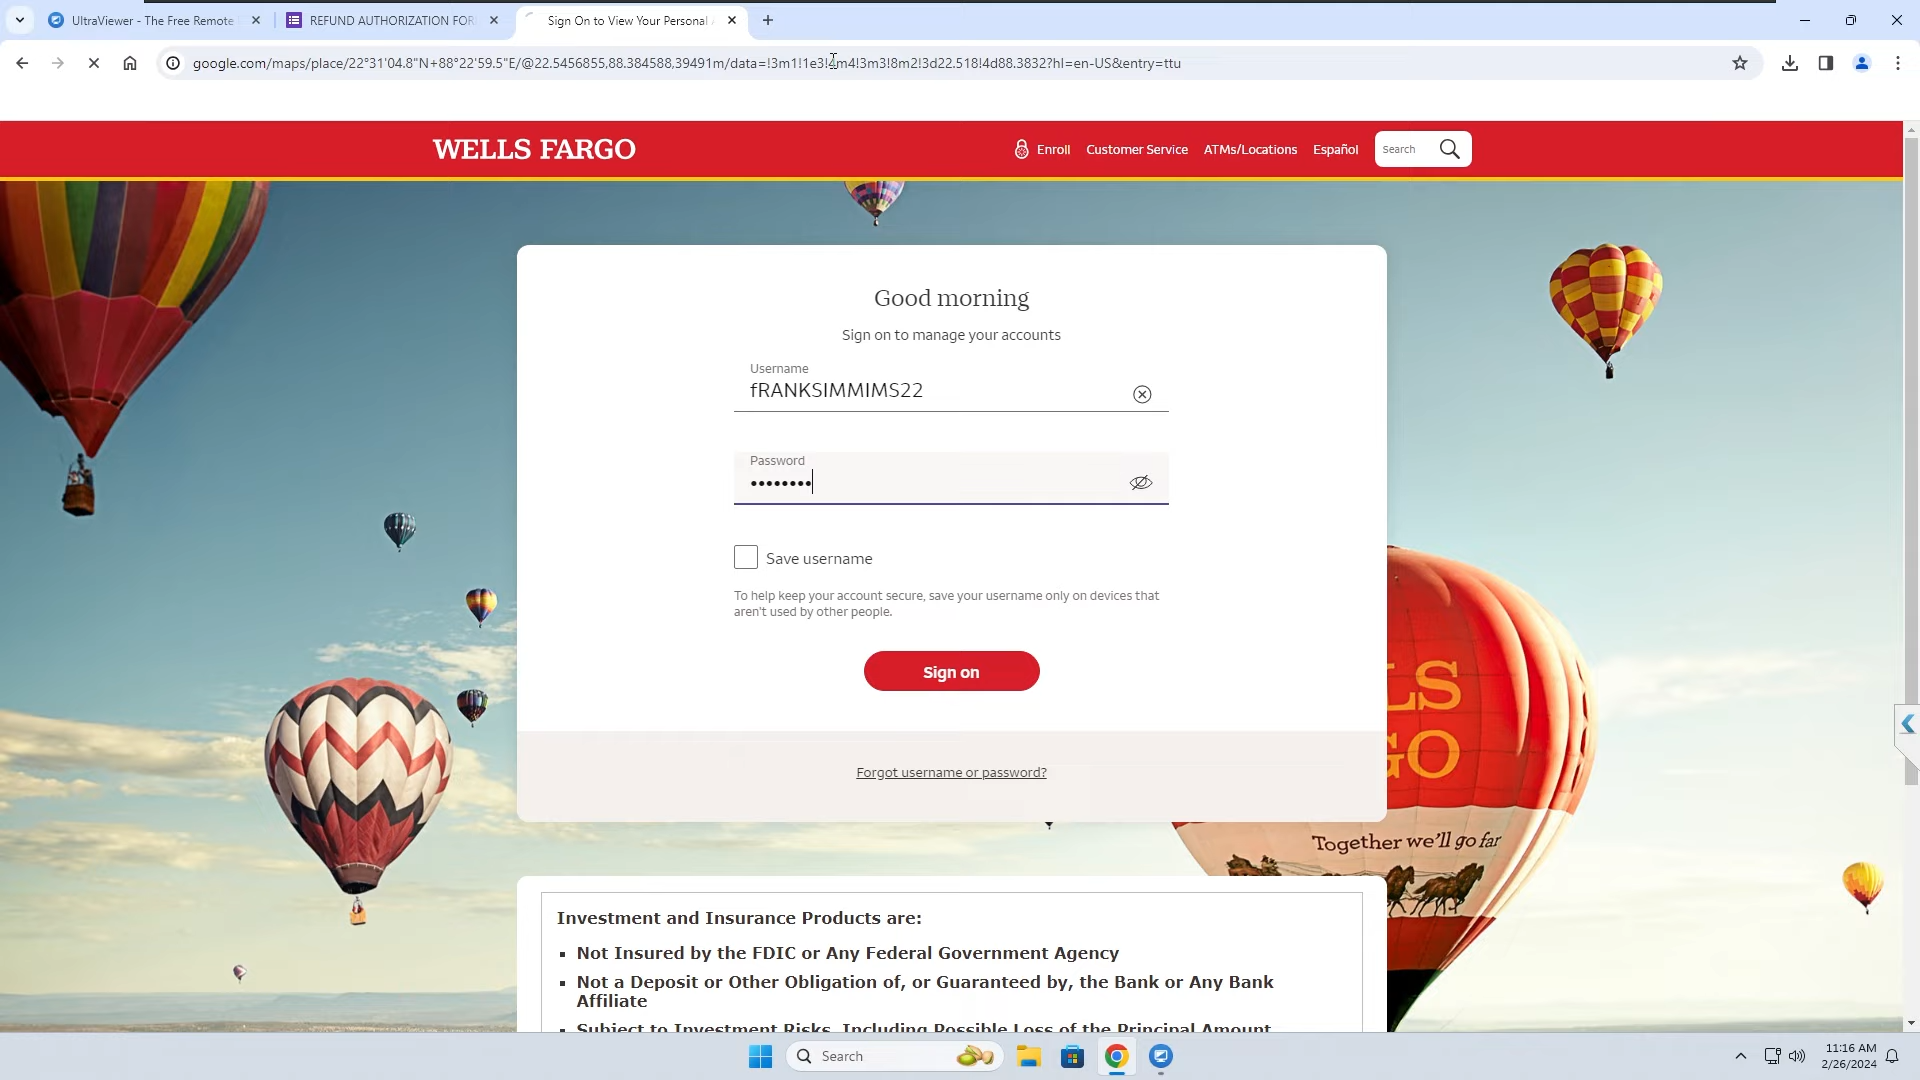 UltraViewer - The Free Remote
REFUND AUTHORIZATION FOR
Sign On to View Your Personal
google.com/maps/place/22°31'04.8"N+88°22'59.5"E/@22.5456855,88.384588,39491m/data=!3m1!1e3!4m4!3m3!8m2!3d22.518!4d88.3832?hl=en-US&entry=ttu
WELLS FARGO
Enroll Customer Service ATMs/Locations Español Search
Good morning
Sign on to manage your accounts
Username
fRANKSIMMIMS22
Password
••••••••
Save username
To help keep your account secure, save your username only on devices that
aren't used by other people.
Sign on
Forgot username or password?
LS
GO
Together we'll go far
Investment and Insurance Products are:
▪ Not Insured by the FDIC or Any Federal Government Agency
▪ Not a Deposit or Other Obligation of, or Guaranteed by, the Bank or Any Bank
Affiliate
▪ Subject to Investment Risks, Including Possible Loss of the Principal Amount
Search
11:16 AM
2/26/2024